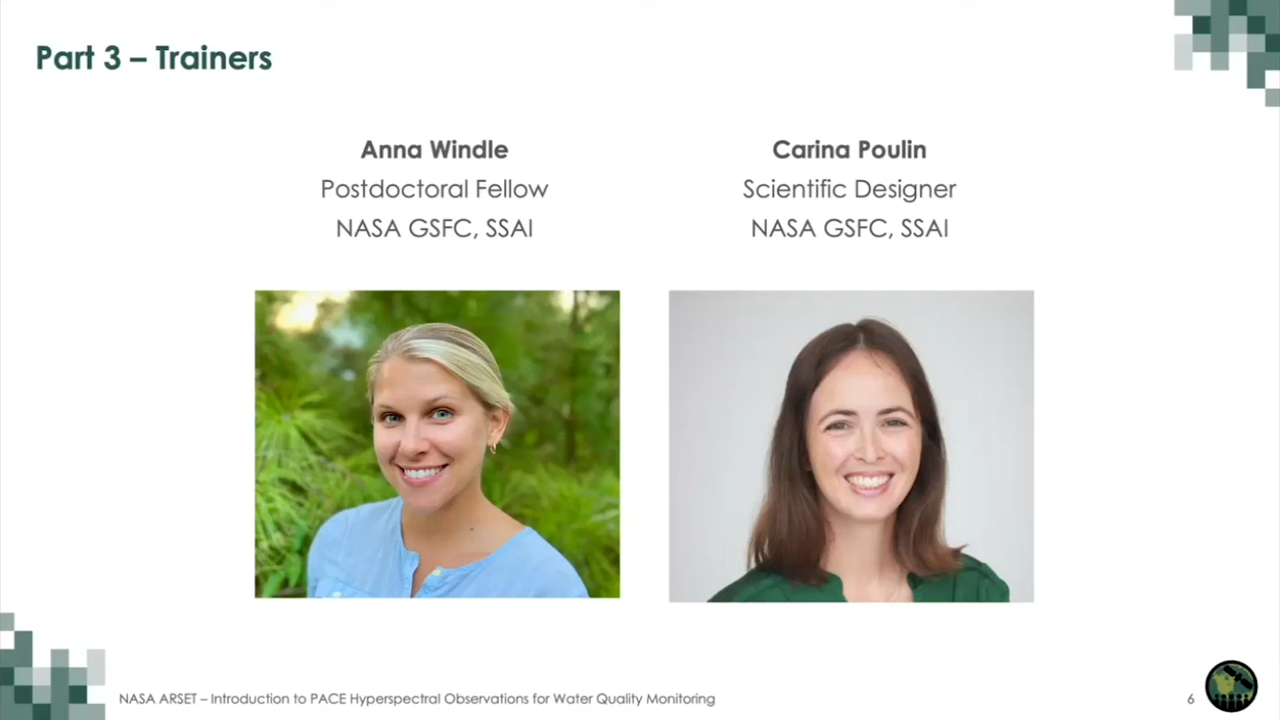 Part 3 – Trainers
Anna Windle
Postdoctoral Fellow
NASA GSFC, SSAI
Carina Poulin
Scientific Designer
NASA GSFC, SSAI
NASA ARSET – Introduction to PACE Hyperspectral Observations for Water Quality Monitoring
6